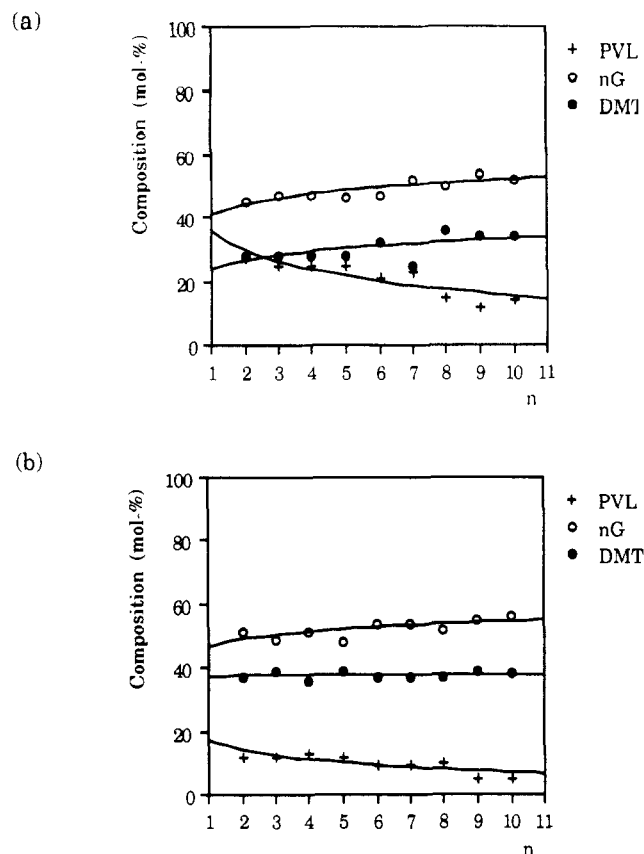 (a)
Composition (mol-%)
100
80
60
40
20
0
1 2 3 4 5 6 7 8 9 10 11
n
+ PVL
○ nG
● DMT
(b)
Composition (mol-%)
100
80
60
40
20
0
1 2 3 4 5 6 7 8 9 10 11
n
+ PVL
○ nG
● DMT